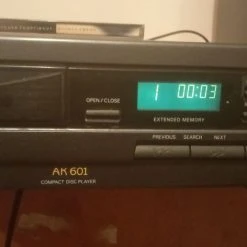 1 00:03
OPEN/CLOSE
EXTENDED MEMORY
PREVIOUS SEARCH NEXT
AK 601
COMPACT DISC PLAYER